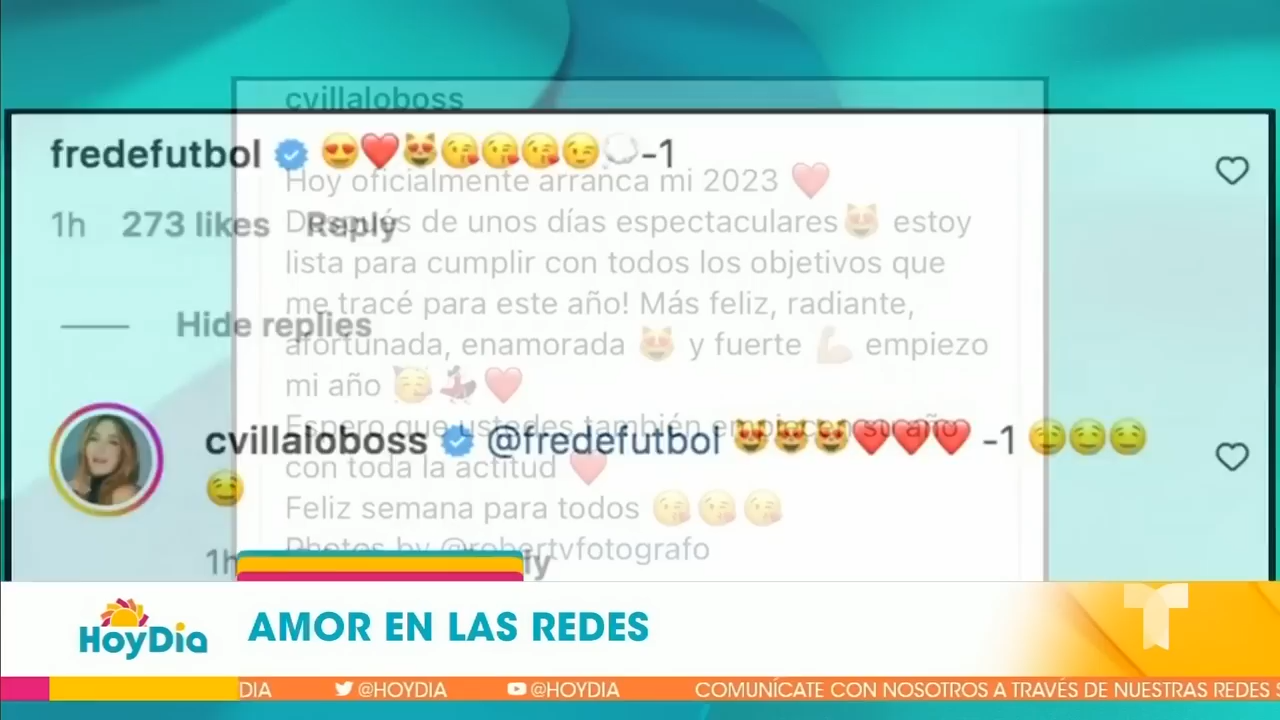 cvillaloboss
fredefutbol 😍❤️😻😘😘😘😉💭-1
Hoy oficialmente arranca mi 2023 ❤️
1h 273 likes Reply
Después de unos días espectaculares 😻 estoy
lista para cumplir con todos los objetivos que
me tracé para este año! Más feliz, radiante,
Hide replies
afortunada, enamorada 😻 y fuerte 💪 empiezo
mi año 🥳💃❤️
Espero que ustedes también empiecen su año
cvillaloboss @fredefutbol 😻😻😻❤️❤️❤️ -1 🤤🤤🤤
🤤
con toda la actitud ❤️
Feliz semana para todos 😘😘😘
Photos by @robertvfotografo
1h
HoyDía
AMOR EN LAS REDES
DIA @HOYDIA @HOYDIA COMUNÍCATE CON NOSOTROS A TRAVÉS DE NUESTRAS REDES